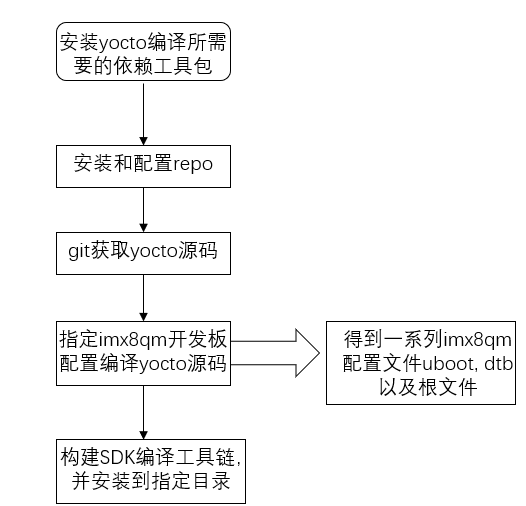 安装yocto编译所需
要的依赖工具包
安装和配置repo
git获取yocto源码
指定imx8qm开发板
配置编译yocto源码
得到一系列imx8qm
配置文件uboot, dtb
以及根文件
构建SDK编译工具链,
并安装到指定目录